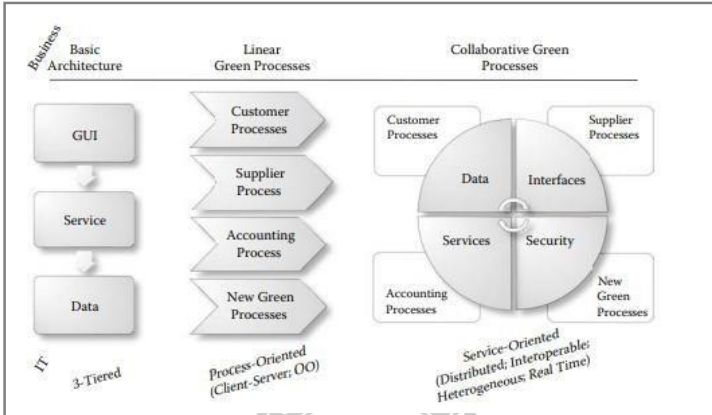 Business
Basic
Architecture
Linear
Green Processes
Collaborative Green
Processes
GUI
Service
Data
Customer
Processes
Supplier
Process
Accounting
Process
New Green
Processes
Customer
Processes
Supplier
Processes
Data
Interfaces
Services
Security
Accounting
Processes
New
Green
Processes
IT
3-Tiered
Process-Oriented
(Client-Server; OO)
Service-Oriented
(Distributed; Interoperable;
Heterogeneous; Real Time)